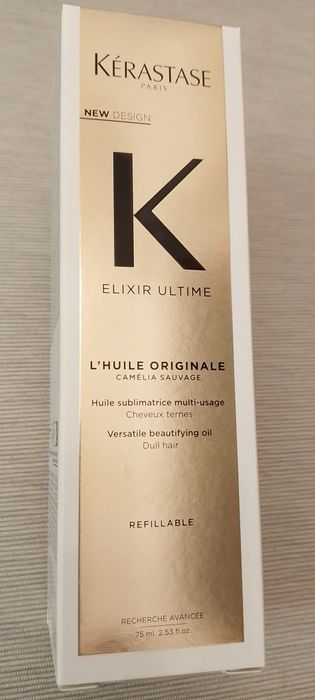 KÉRASTASE
PARIS
NEW DESIGN
K
ELIXIR ULTIME
L'HUILE ORIGINALE
CAMÉLIA SAUVAGE
Huile sublimatrice multi-usage
Cheveux ternes
Versatile beautifying oil
Dull hair
REFILLABLE
RECHERCHE AVANCÉE
75 ml. 2.53 fl.oz.